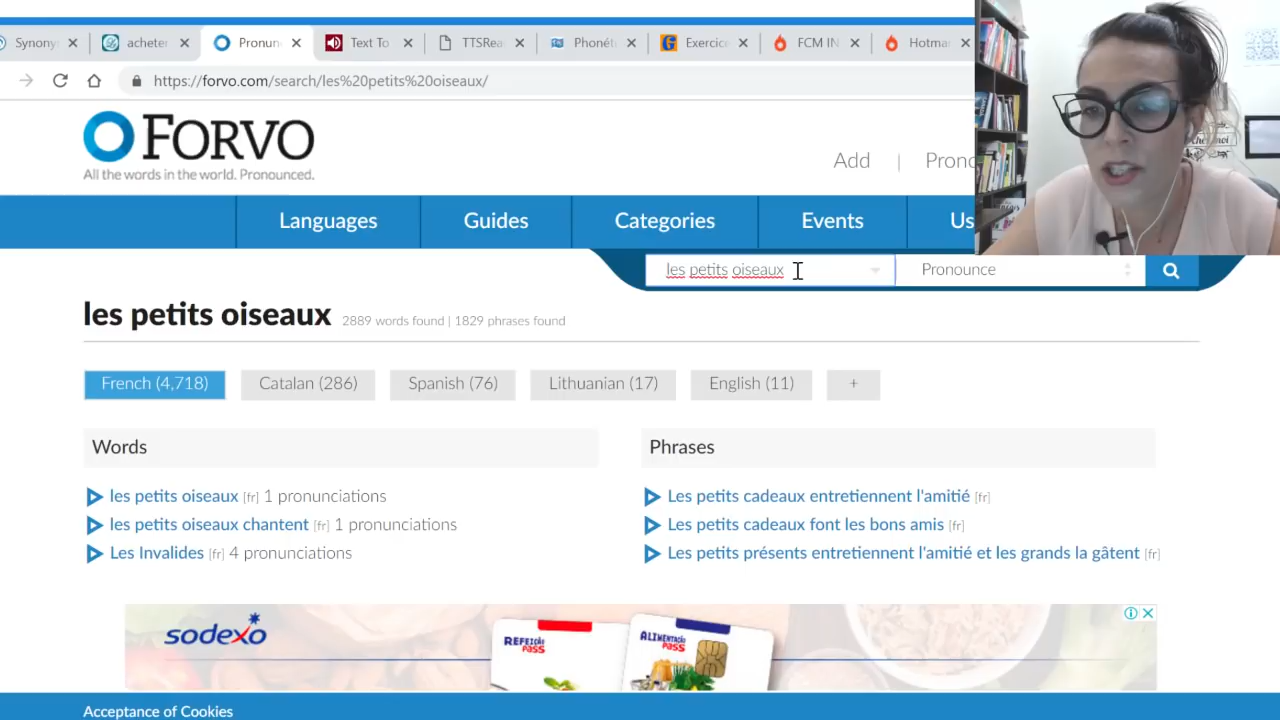 Synony
acheter
Pronun
Text To
TTSRea
Phonéti
Exercice
FCM IN
Hotmar
https://forvo.com/search/les%20petits%20oiseaux/
FORVO
All the words in the world. Pronounced.
Add | Prono
Languages Guides Categories Events Us
les petits oiseaux Pronounce
les petits oiseaux 2889 words found | 1829 phrases found
French (4,718) Catalan (286) Spanish (76) Lithuanian (17) English (11) +
Words
les petits oiseaux [fr] 1 pronunciations
les petits oiseaux chantent [fr] 1 pronunciations
Les Invalides [fr] 4 pronunciations
Phrases
Les petits cadeaux entretiennent l'amitié [fr]
Les petits cadeaux font les bons amis [fr]
Les petits présents entretiennent l'amitié et les grands la gâtent [fr]
sodexo
REFEIÇÃO
PASS
ALIMENTAÇÃO
PASS
Acceptance of Cookies